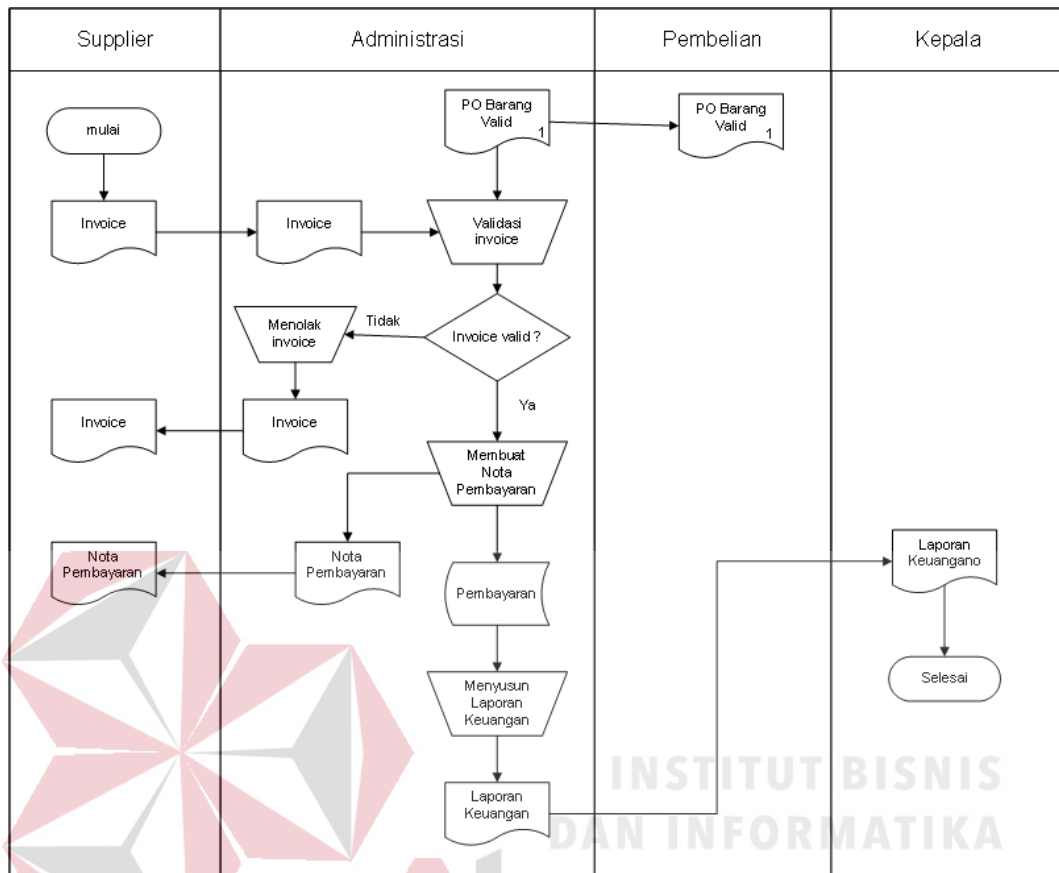 Supplier
Administrasi
Pembelian
Kepala
mulai
PO Barang
Valid
1
PO Barang
Valid
1
Invoice
Invoice
Validasi
invoice
Menolak
invoice
Tidak
Invoice valid ?
Invoice
Invoice
Ya
Membuat
Nota
Pembayaran
Nota
Pembayaran
Nota
Pembayaran
Pembayaran
Laporan
Keuangano
Selesai
Menyusun
Laporan
Keuangan
Laporan
Keuangan
INSTITUT BISNIS
DAN INFORMATIKA